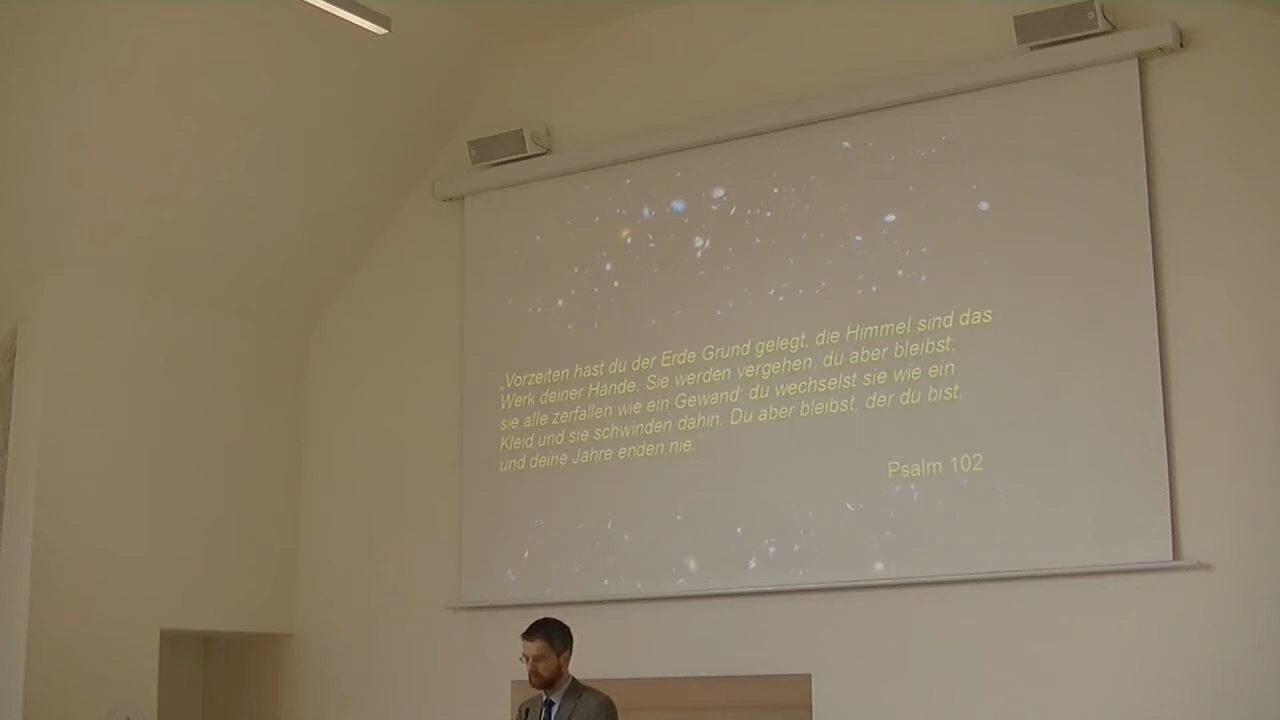 „Vorzeiten hast du der Erde Grund gelegt, die Himmel sind das
Werk deiner Hände. Sie werden vergehen, du aber bleibst;
sie alle zerfallen wie ein Gewand; du wechselst sie wie ein
Kleid und sie schwinden dahin. Du aber bleibst, der du bist,
und deine Jahre enden nie.“
Psalm 102